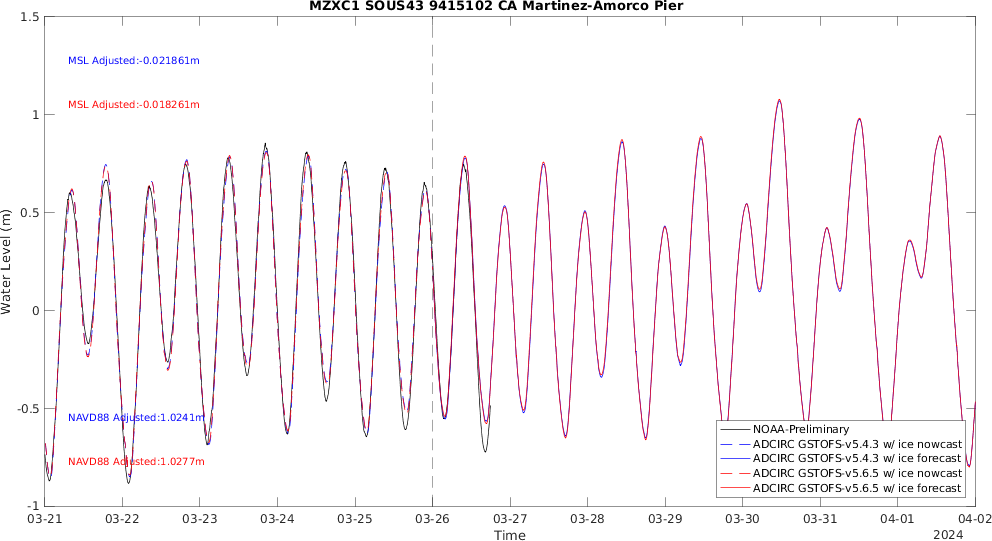 MZXC1 SOUS43 9415102 CA Martinez-Amorco Pier
1.5
MSL Adjusted:-0.021861m
MSL Adjusted:-0.018261m
1
0.5
Water Level (m)
0
-0.5
NAVD88 Adjusted:1.0241m
NAVD88 Adjusted:1.0277m
NOAA-Preliminary
ADCIRC GSTOFS-v5.4.3 w/ ice nowcast
ADCIRC GSTOFS-v5.4.3 w/ ice forecast
ADCIRC GSTOFS-v5.6.5 w/ ice nowcast
ADCIRC GSTOFS-v5.6.5 w/ ice forecast
-1
03-21 03-22 03-23 03-24 03-25 03-26 03-27 03-28 03-29 03-30 03-31 04-01 04-02
Time
2024